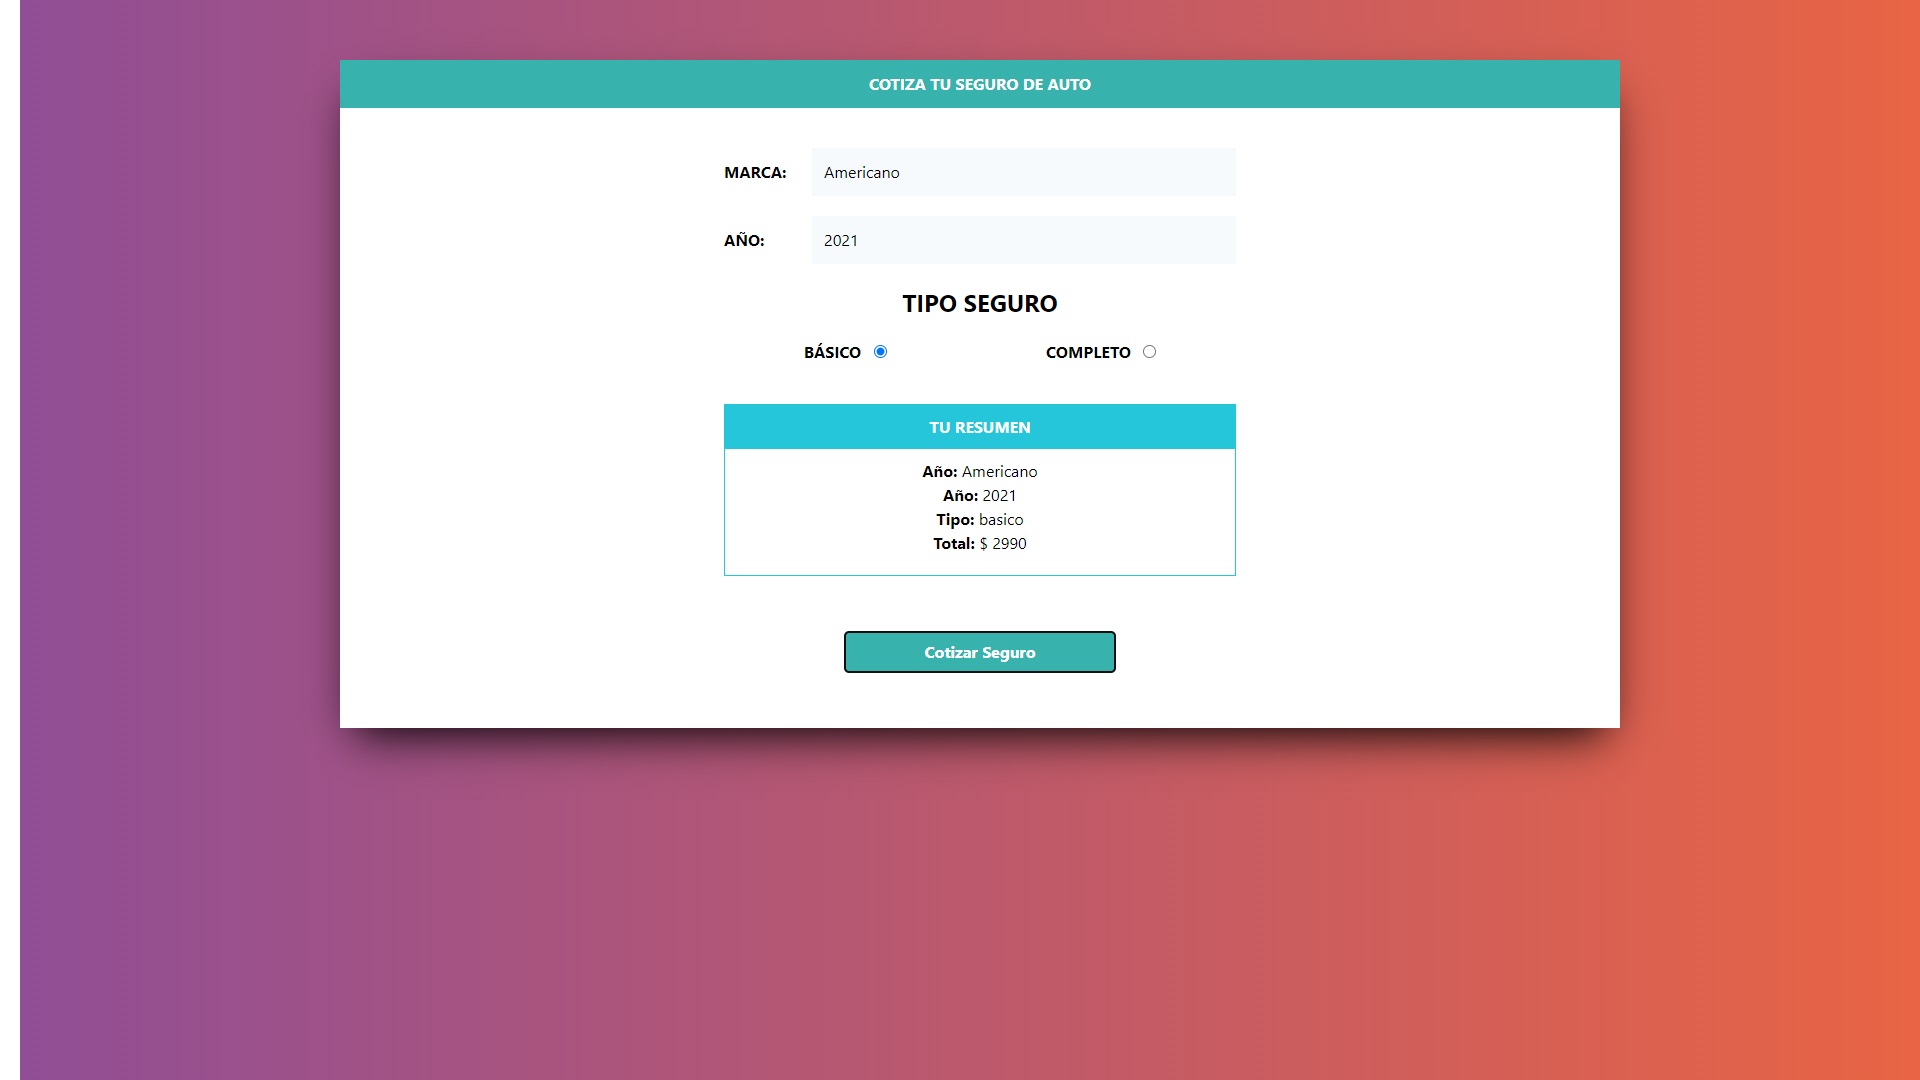 COTIZA TU SEGURO DE AUTO
MARCA: Americano
AÑO: 2021
TIPO SEGURO
BÁSICO COMPLETO
TU RESUMEN
Año: Americano
Año: 2021
Tipo: basico
Total: $ 2990
Cotizar Seguro